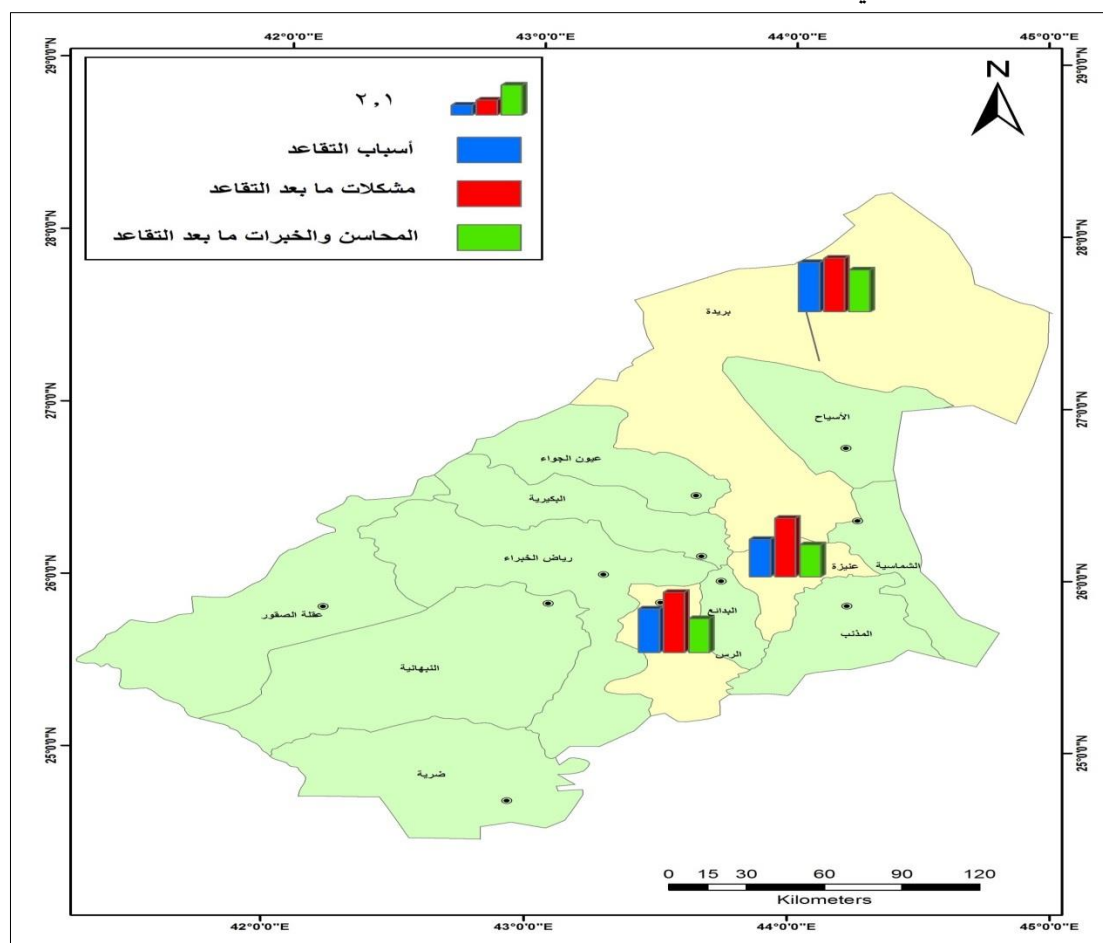 42°0'0"E
43°0'0"E
44°0'0"E
45°0'0"E
29°0'0"N
29°0'0"N
N
٢,١
أسباب التقاعد
مشكلات ما بعد التقاعد
المحاسن والخبرات ما بعد التقاعد
28°0'0"N
28°0'0"N
بريدة
27°0'0"N
27°0'0"N
الأسياح
عيون الجواء
البكيرية
رياض الخبراء
عنيزة
الشماسية
26°0'0"N
26°0'0"N
عقلة الصقور
البدائع
المذنب
الرس
النبهانية
25°0'0"N
25°0'0"N
ضرية
0 15 30 60 90 120
Kilometers
42°0'0"E
43°0'0"E
44°0'0"E
45°0'0"E